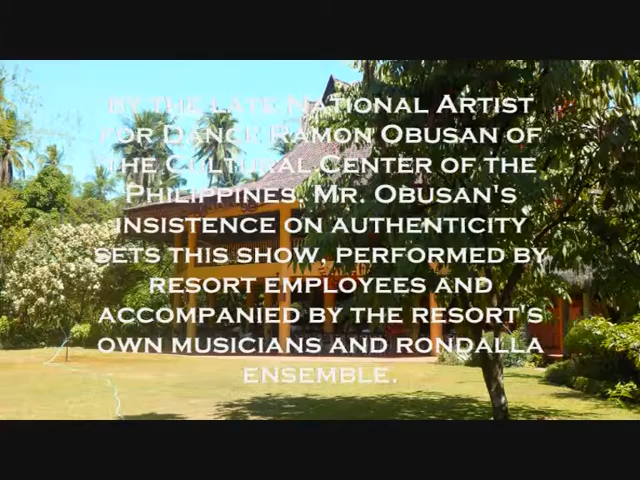 BY THE LATE NATIONAL ARTIST
FOR DANCE RAMON OBUSAN OF
THE CULTURAL CENTER OF THE
PHILIPPINES. MR. OBUSAN'S
INSISTENCE ON AUTHENTICITY
SETS THIS SHOW, PERFORMED BY
RESORT EMPLOYEES AND
ACCOMPANIED BY THE RESORT'S
OWN MUSICIANS AND RONDALLA
ENSEMBLE.